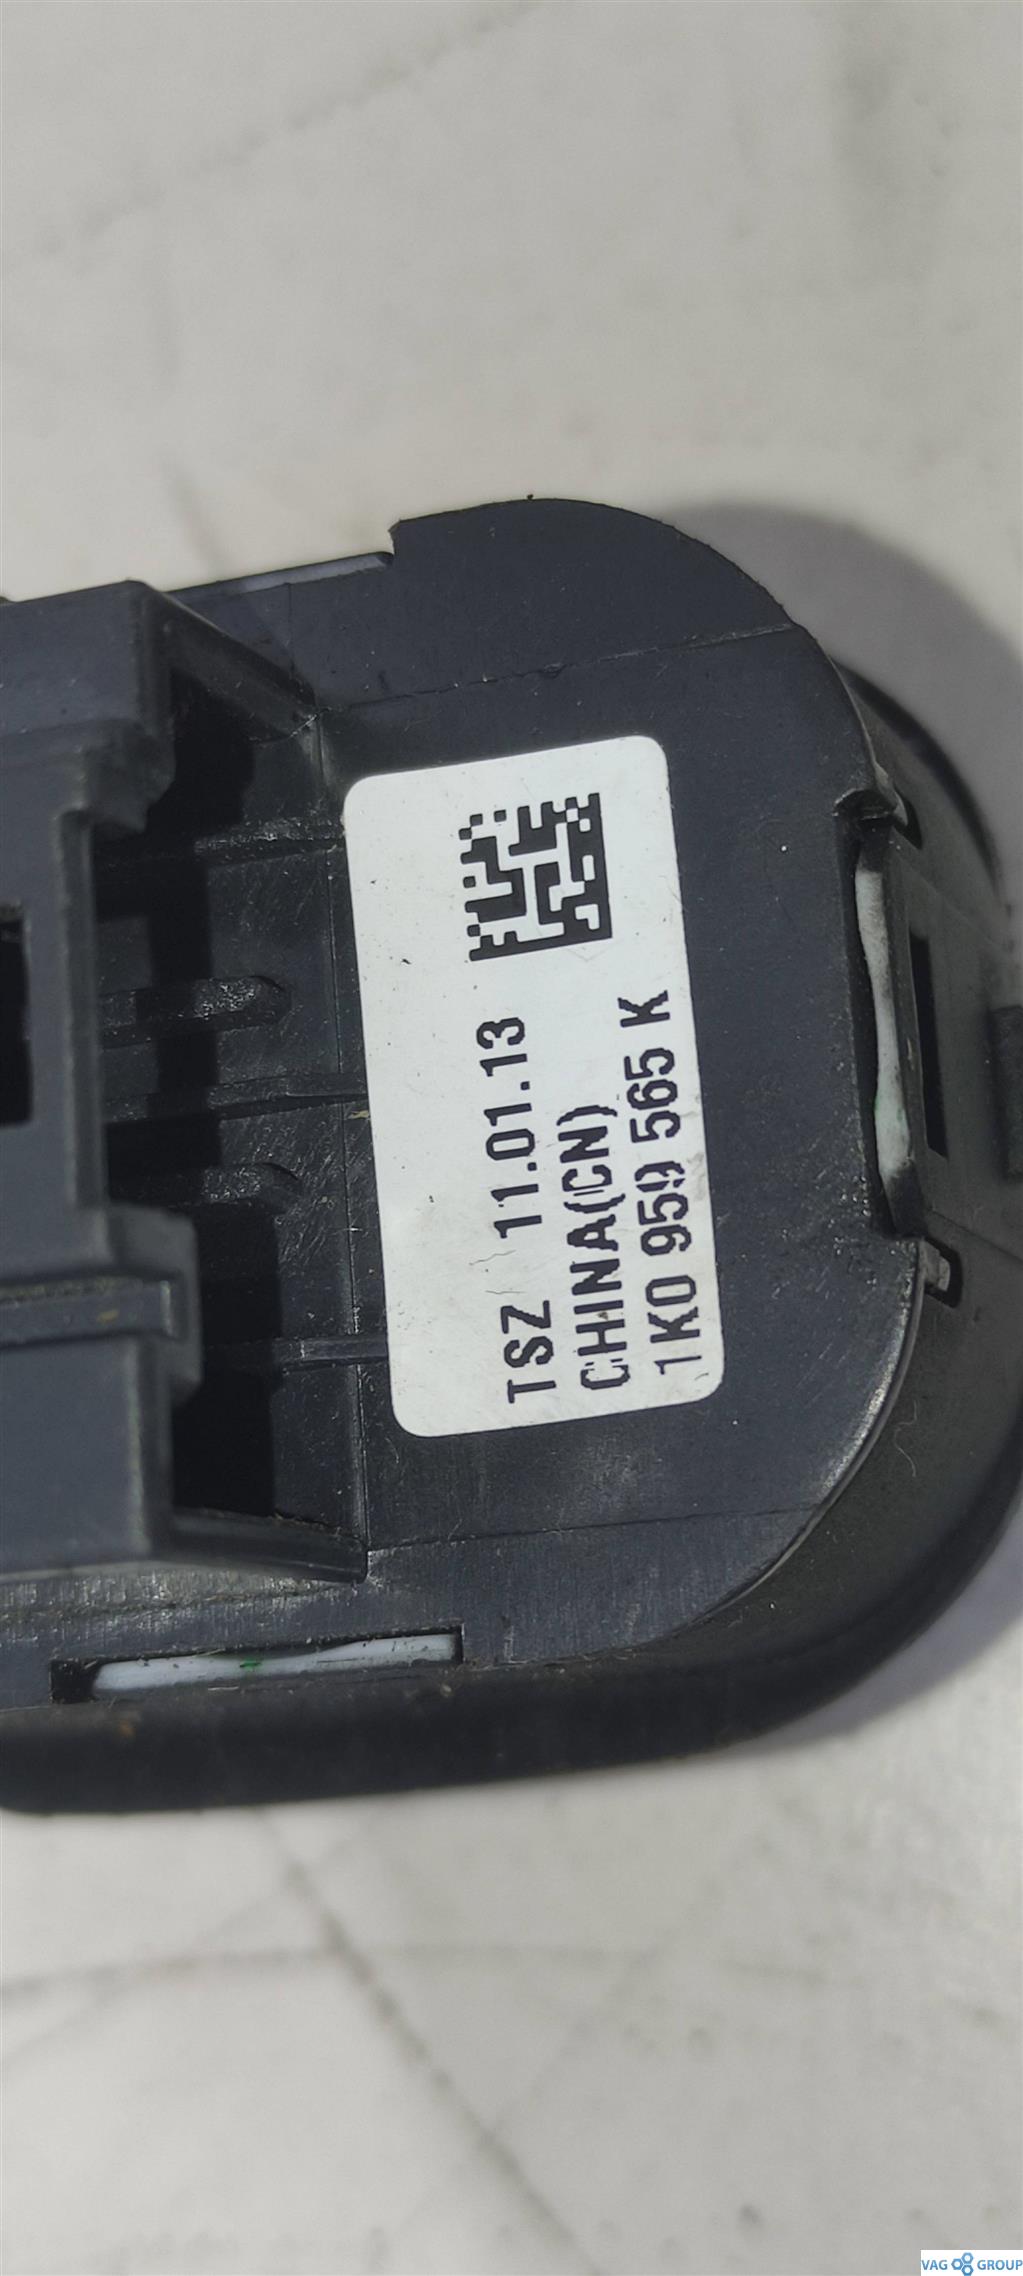 TSZ 11.01.13
CHINA(CN)
1K0 959 565 K
VAG GROUP